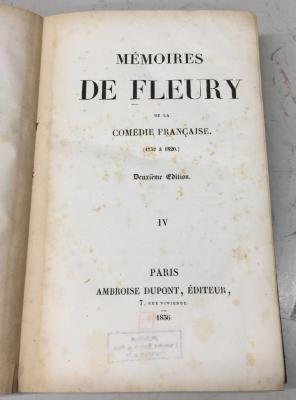 MÉMOIRES
DE FLEURY
DE LA
COMÉDIE FRANÇAISE.
(1757 à 1820.)
Deuxième Edition.
IV
PARIS
AMBROISE DUPONT, ÉDITEUR,
7, RUE VIVIENNE.
1836